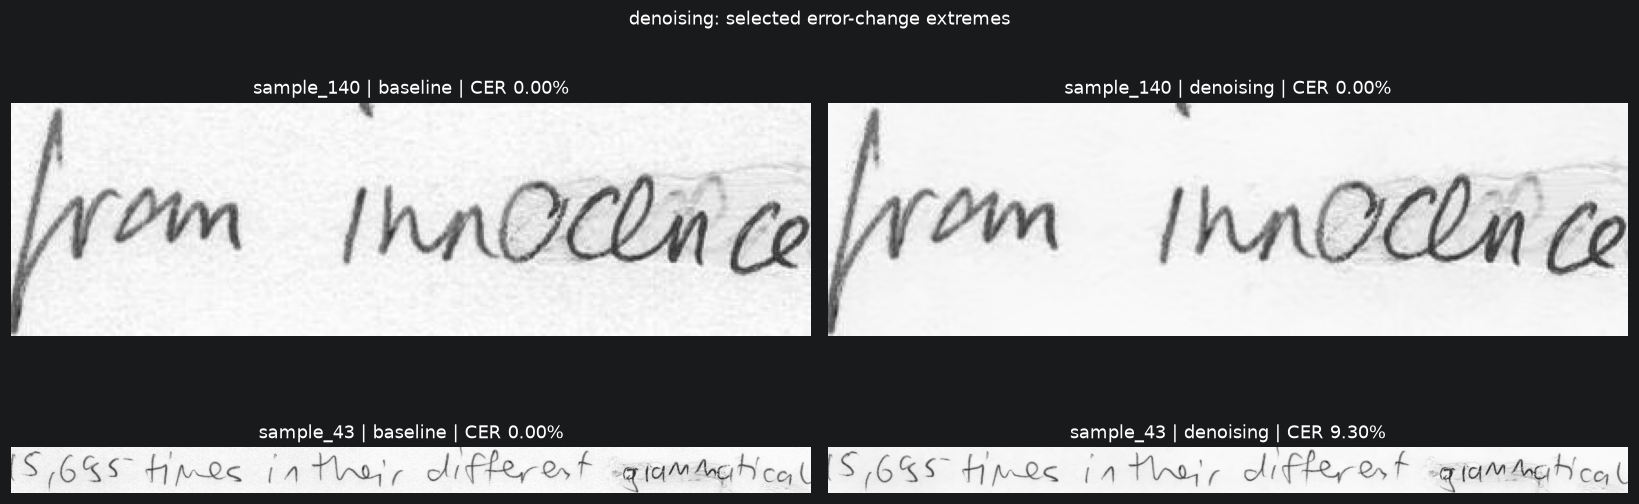 denoising: selected error-change extremes
sample_140 | baseline | CER 0.00%
sample_140 | denoising | CER 0.00%
from innocence
from innocence
sample_43 | baseline | CER 0.00%
sample_43 | denoising | CER 9.30%
15,695 times in their different grammatical
15,695 times in their different grammatical